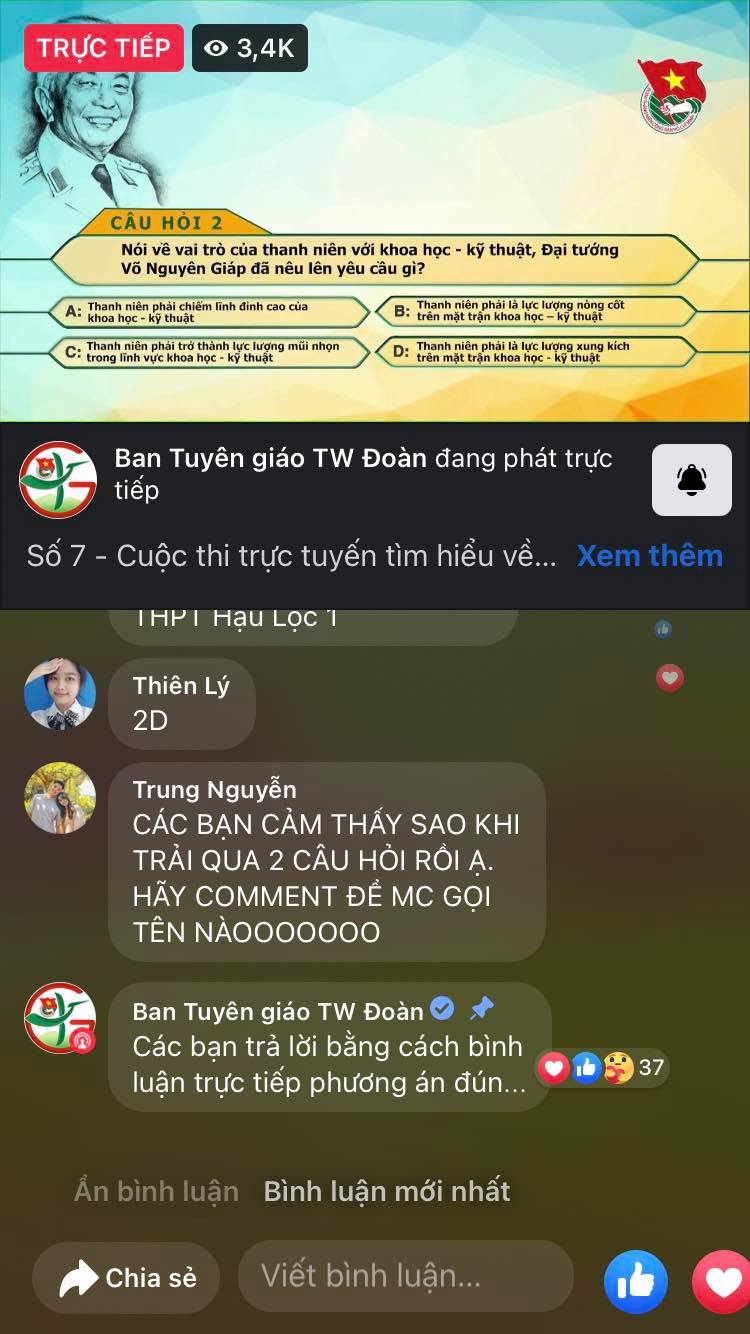 TRỰC TIẾP
3,4K
CÂU HỎI 2
Nói về vai trò của thanh niên với khoa học - kỹ thuật, Đại tướng
Võ Nguyên Giáp đã nêu lên yêu cầu gì?
A: Thanh niên phải chiếm lĩnh đỉnh cao của
khoa học - kỹ thuật
B: Thanh niên phải là lực lượng nòng cốt
trên mặt trận khoa học – kỹ thuật
C: Thanh niên phải trở thành lực lượng mũi nhọn
trong lĩnh vực khoa học - kỹ thuật
D: Thanh niên phải là lực lượng xung kích
trên mặt trận khoa học - kỹ thuật
Ban Tuyên giáo TW Đoàn đang phát trực
tiếp
Số 7 - Cuộc thi trực tuyến tìm hiểu về... Xem thêm
THPT Hậu Lộc 1
Thiên Lý
2D
Trung Nguyễn
CÁC BẠN CẢM THẤY SAO KHI
TRẢI QUA 2 CÂU HỎI RỒI Ạ.
HÃY COMMENT ĐỂ MC GỌI
TÊN NÀOOOOOOO
Ban Tuyên giáo TW Đoàn
Các bạn trả lời bằng cách bình
luận trực tiếp phương án đún...
37
Ẩn bình luận Bình luận mới nhất
Chia sẻ
Viết bình luận...